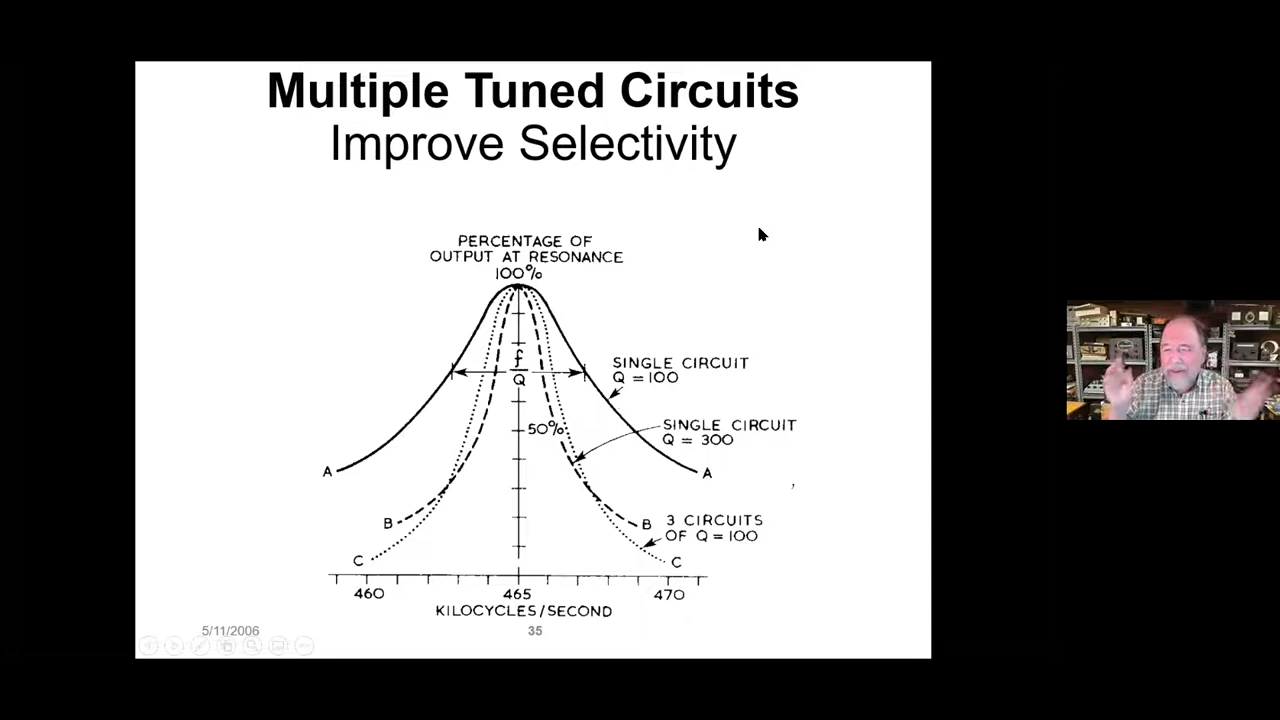 Multiple Tuned Circuits
Improve Selectivity
PERCENTAGE OF
OUTPUT AT RESONANCE
100%
f
Q
SINGLE CIRCUIT
Q = 100
50%
SINGLE CIRCUIT
Q = 300
A
A
B
B
3 CIRCUITS
OF Q = 100
C
C
460
465
470
KILOCYCLES/SECOND
5/11/2006
35